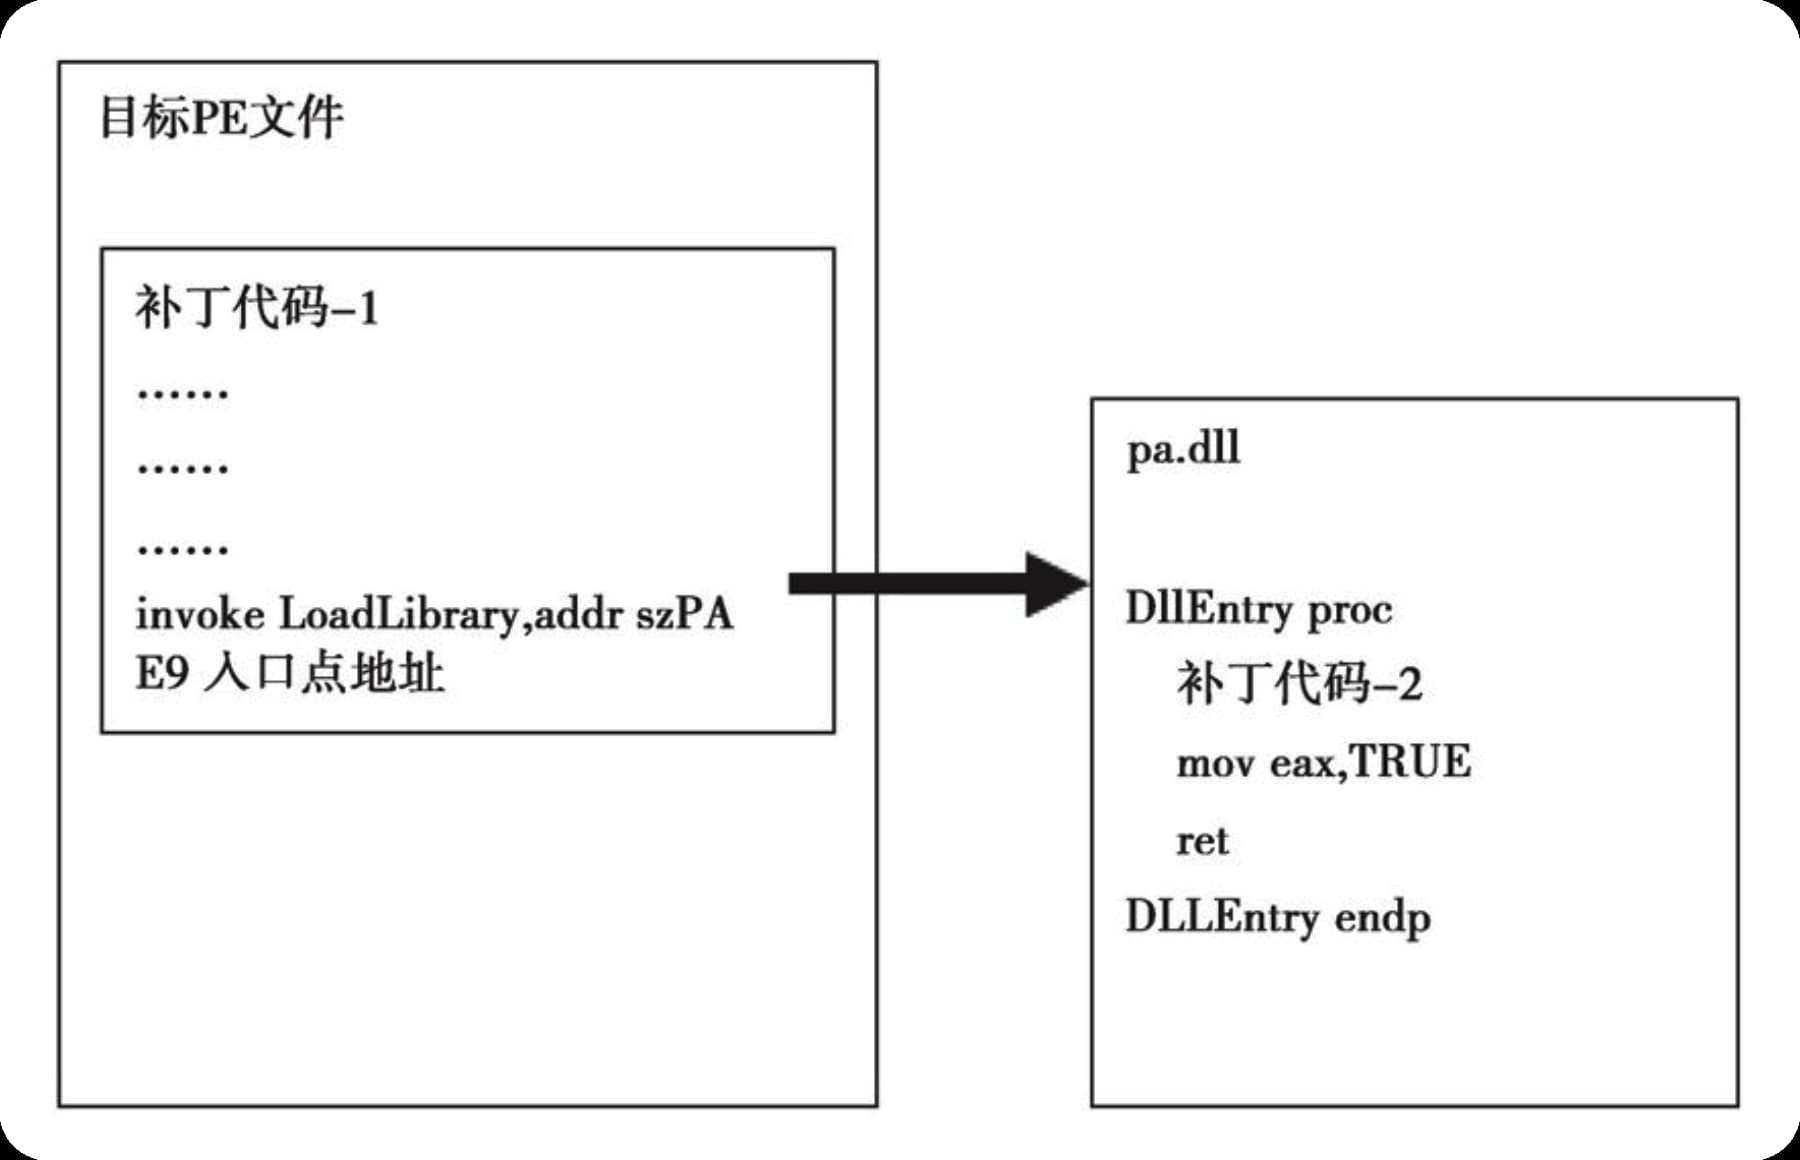 目标PE文件
补丁代码-1
……
……
……
invoke LoadLibrary,addr szPA
E9 入口点地址
pa.dll
DllEntry proc
补丁代码-2
mov eax,TRUE
ret
DLLEntry endp